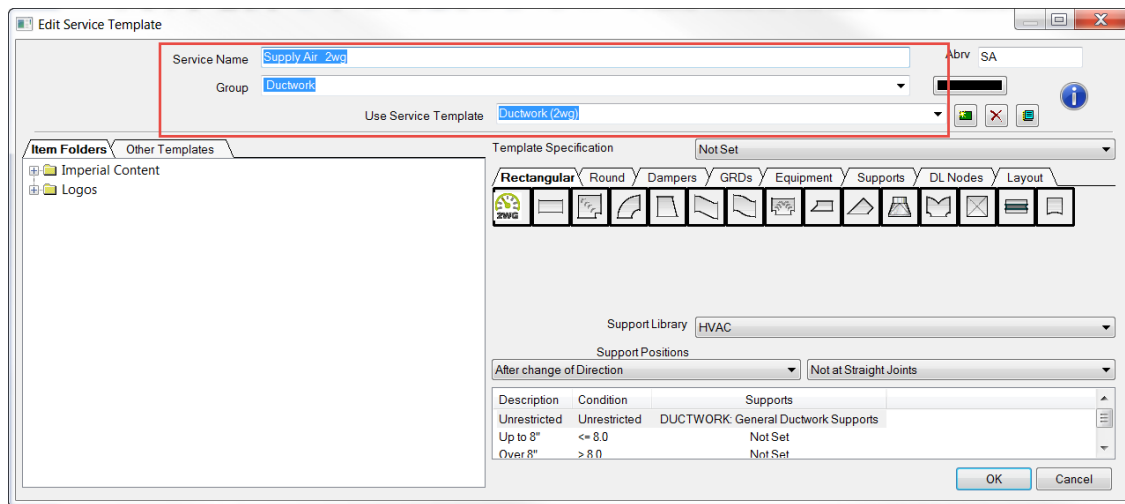 Edit Service Template
Service Name Supply Air 2wg Abrv SA
Group Ductwork
Use Service Template Ductwork (2wg)
Item Folders Other Templates
Imperial Content
Logos
Template Specification Not Set
Rectangular Round Dampers GRDs Equipment Supports DL Nodes Layout
2WG
Support Library HVAC
Support Positions
After change of Direction Not at Straight Joints
Description Condition Supports
Unrestricted Unrestricted DUCTWORK: General Ductwork Supports
Up to 8" <= 8.0 Not Set
Over 8" > 8.0 Not Set
OK Cancel